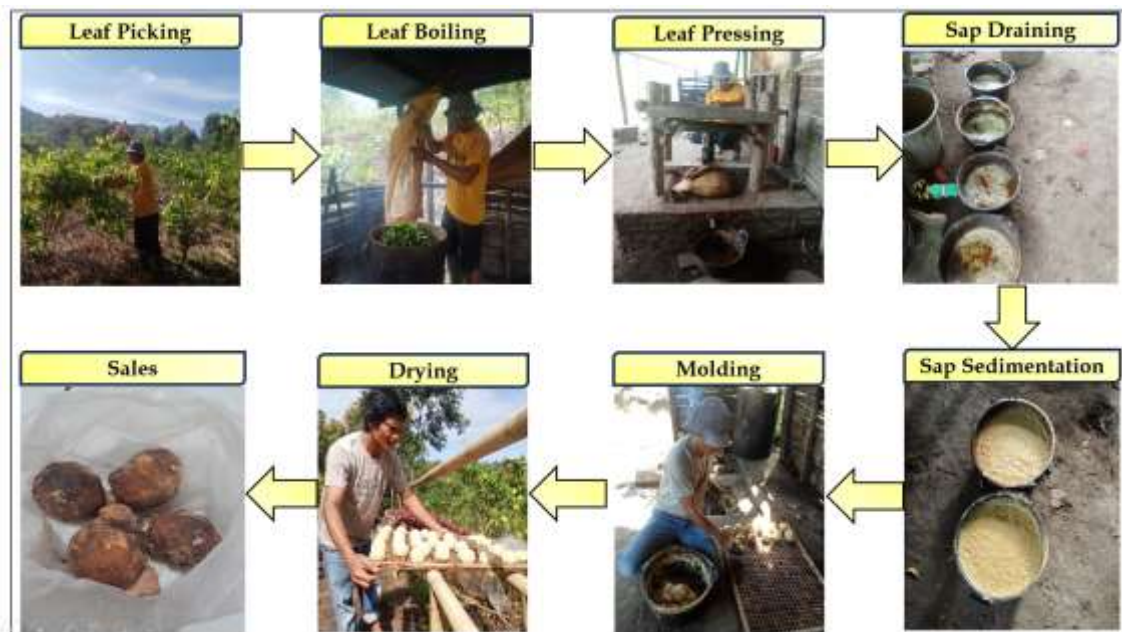 Leaf Picking
Leaf Boiling
Leaf Pressing
Sap Draining
Sales
Drying
Molding
Sap Sedimentation